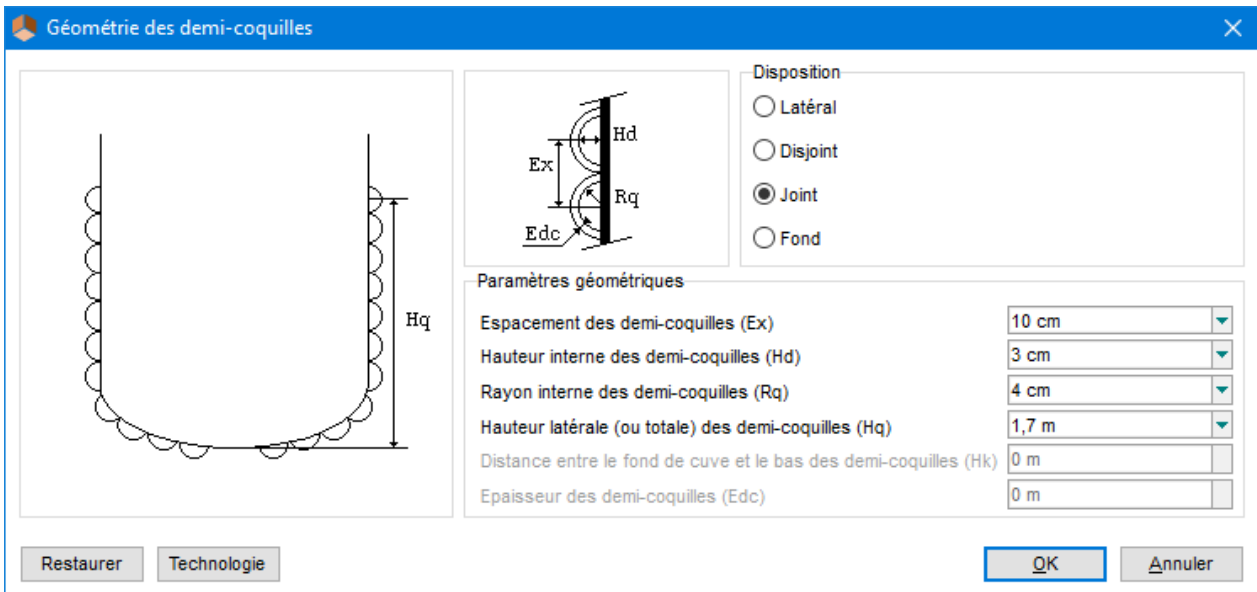 Géométrie des demi-coquilles
Hq
Hd
Ex
Rq
Edc
Disposition
Latéral
Disjoint
Joint
Fond
Paramètres géométriques
Espacement des demi-coquilles (Ex) 10 cm
Hauteur interne des demi-coquilles (Hd) 3 cm
Rayon interne des demi-coquilles (Rq) 4 cm
Hauteur latérale (ou totale) des demi-coquilles (Hq) 1,7 m
Distance entre le fond de cuve et le bas des demi-coquilles (Hk) 0 m
Epaisseur des demi-coquilles (Edc) 0 m
Restaurer Technologie OK Annuler